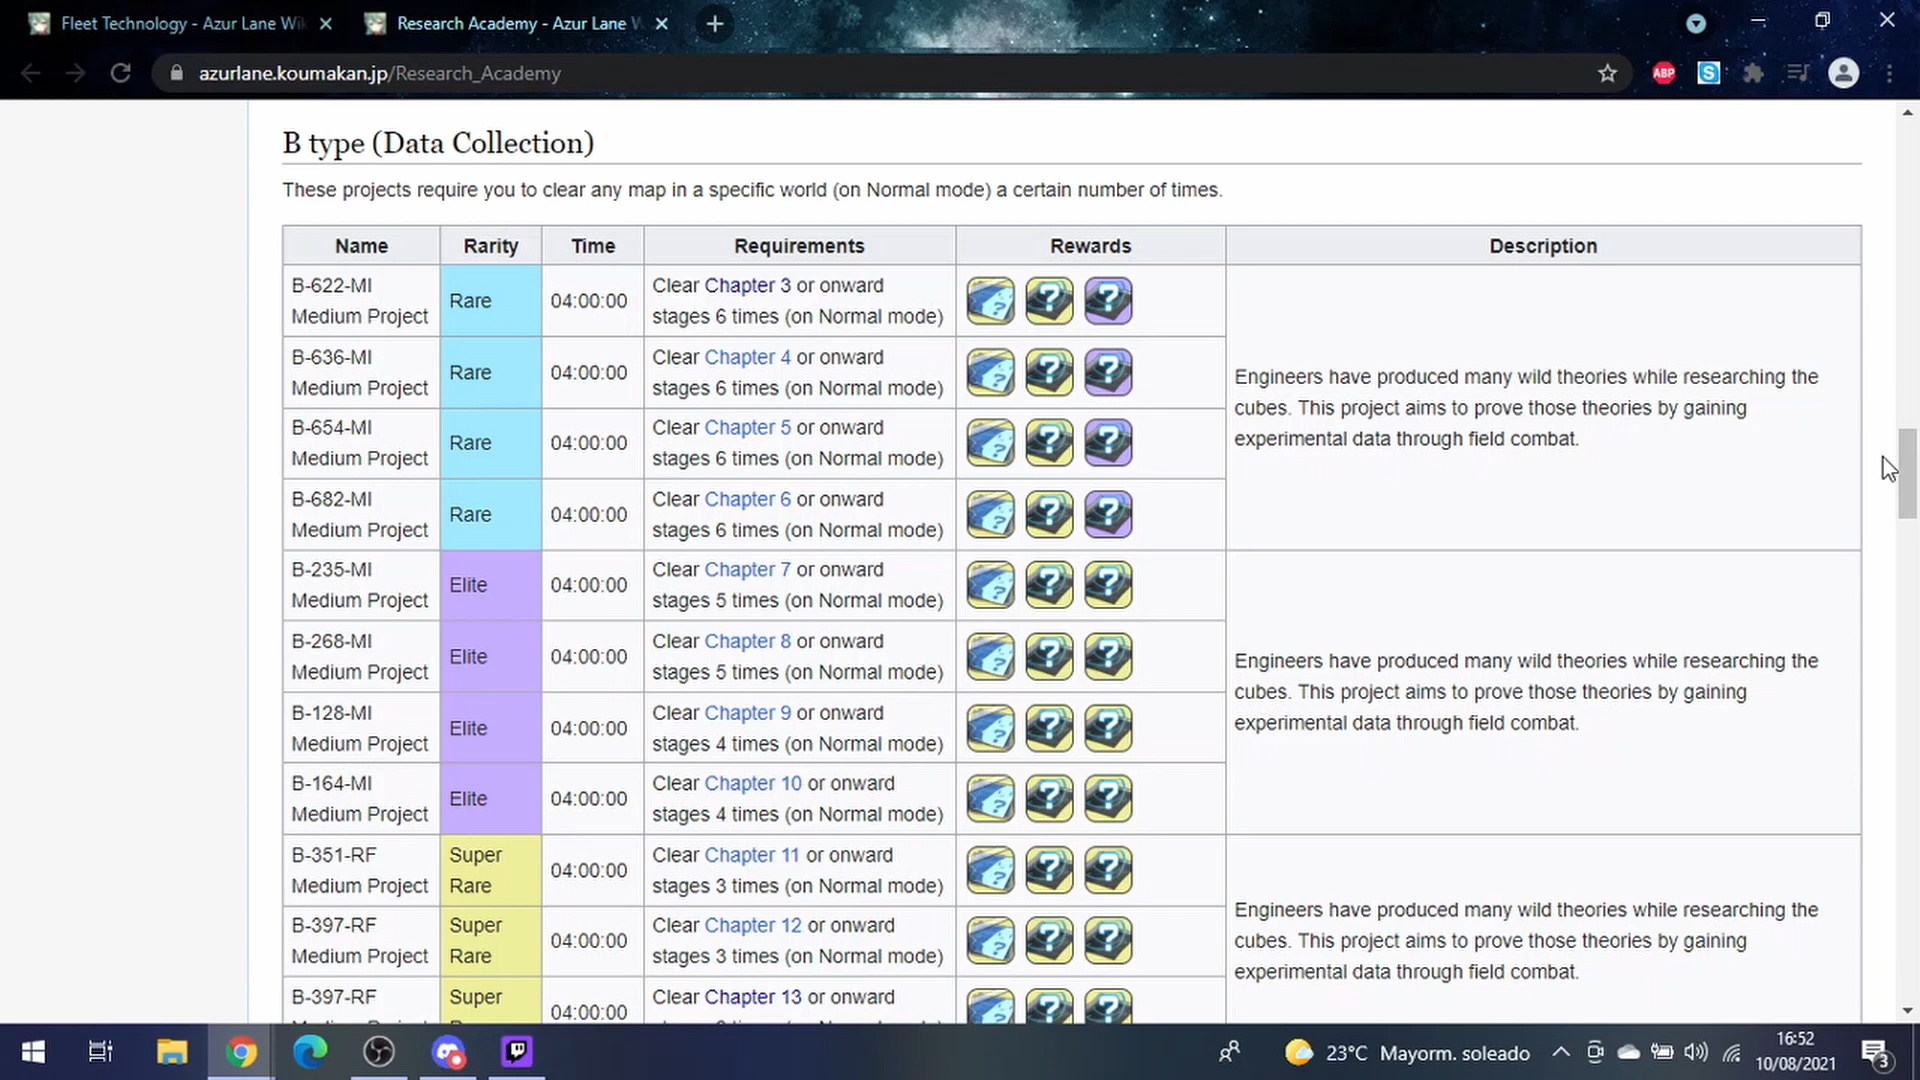 Fleet Technology - Azur Lane Wik
Research Academy - Azur Lane W
azurlane.koumakan.jp/Research_Academy
ABP
S
B type (Data Collection)
These projects require you to clear any map in a specific world (on Normal mode) a certain number of times.
Name Rarity Time Requirements Rewards Description
B-622-MI
Medium Project
Rare
04:00:00
Clear Chapter 3 or onward
stages 6 times (on Normal mode)
B-636-MI
Medium Project
Rare
04:00:00
Clear Chapter 4 or onward
stages 6 times (on Normal mode)
B-654-MI
Medium Project
Rare
04:00:00
Clear Chapter 5 or onward
stages 6 times (on Normal mode)
B-682-MI
Medium Project
Rare
04:00:00
Clear Chapter 6 or onward
stages 6 times (on Normal mode)
Engineers have produced many wild theories while researching the
cubes. This project aims to prove those theories by gaining
experimental data through field combat.
B-235-MI
Medium Project
Elite
04:00:00
Clear Chapter 7 or onward
stages 5 times (on Normal mode)
B-268-MI
Medium Project
Elite
04:00:00
Clear Chapter 8 or onward
stages 5 times (on Normal mode)
B-128-MI
Medium Project
Elite
04:00:00
Clear Chapter 9 or onward
stages 4 times (on Normal mode)
B-164-MI
Medium Project
Elite
04:00:00
Clear Chapter 10 or onward
stages 4 times (on Normal mode)
Engineers have produced many wild theories while researching the
cubes. This project aims to prove those theories by gaining
experimental data through field combat.
B-351-RF
Medium Project
Super
Rare
04:00:00
Clear Chapter 11 or onward
stages 3 times (on Normal mode)
B-397-RF
Medium Project
Super
Rare
04:00:00
Clear Chapter 12 or onward
stages 3 times (on Normal mode)
B-397-RF
Super
04:00:00
Clear Chapter 13 or onward
Engineers have produced many wild theories while researching the
cubes. This project aims to prove those theories by gaining
experimental data through field combat.
23°C Mayorm. soleado
16:52
10/08/2021
3